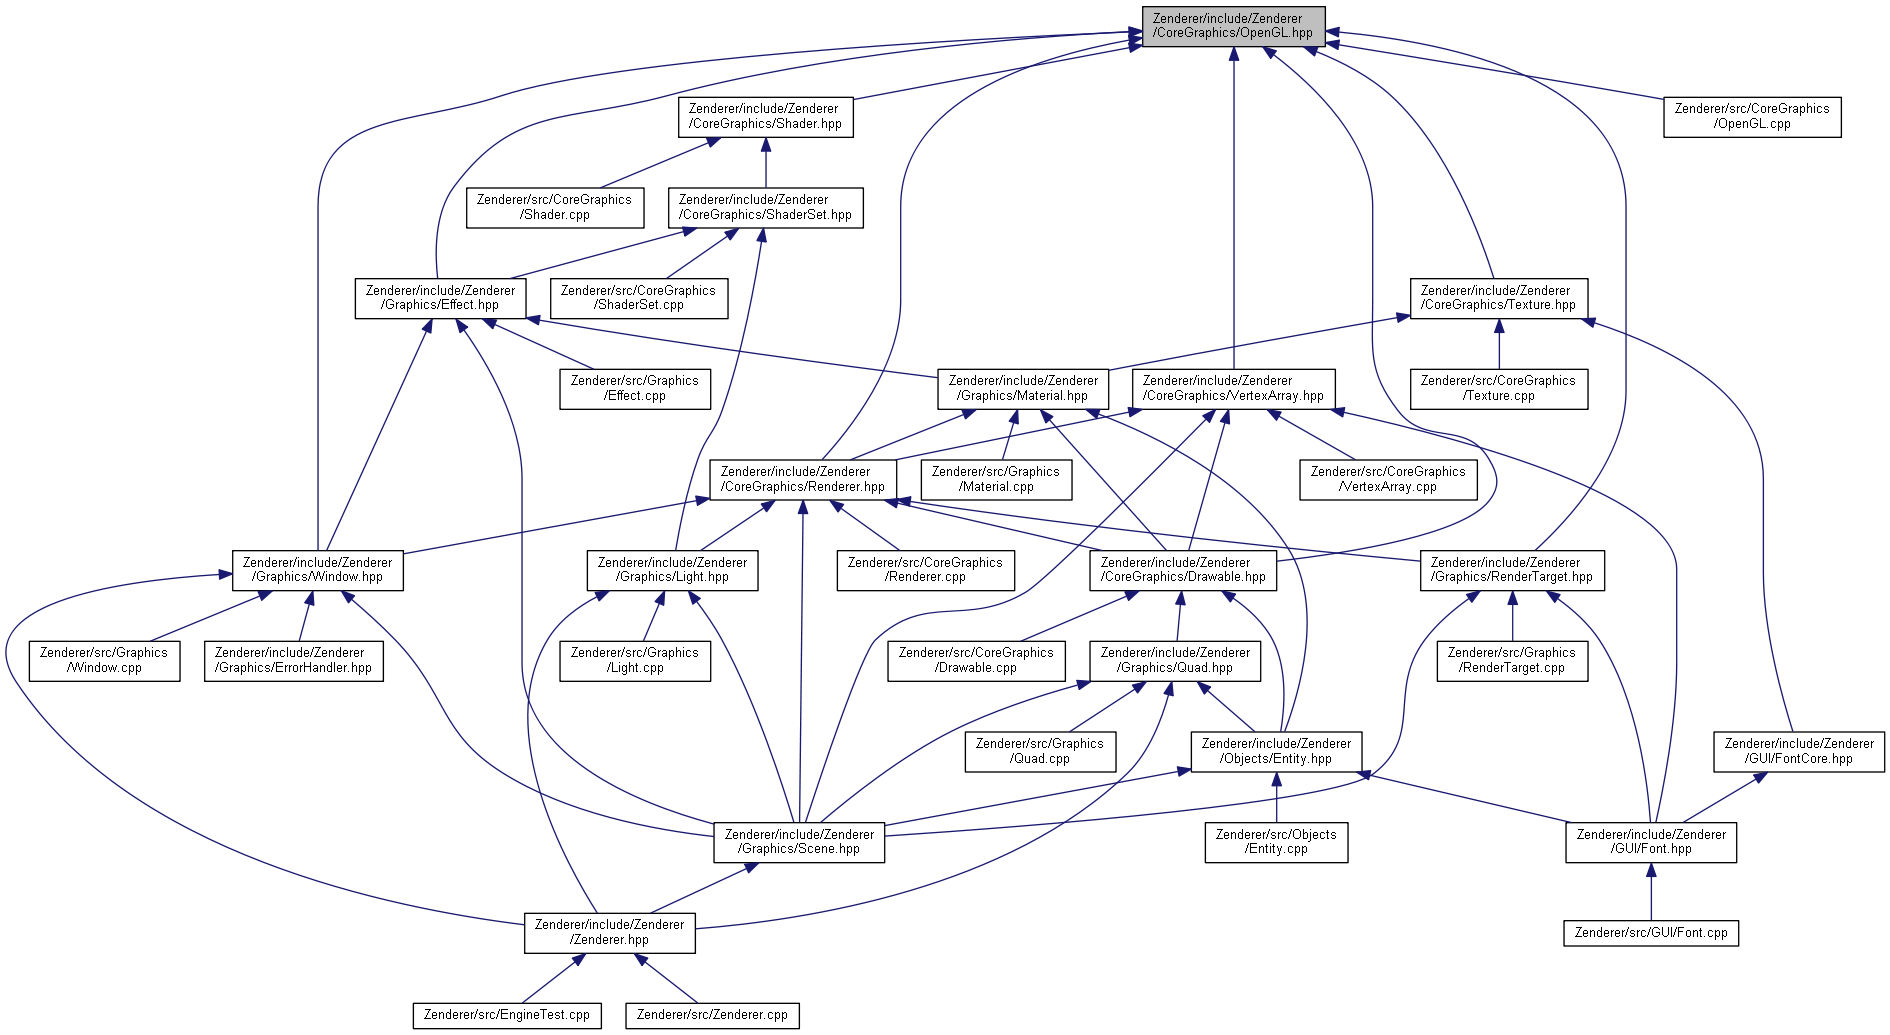 Zenderer/include/Zenderer
/CoreGraphics/OpenGL.hpp
Zenderer/include/Zenderer
/CoreGraphics/Shader.hpp
Zenderer/src/CoreGraphics
/OpenGL.cpp
Zenderer/src/CoreGraphics
/Shader.cpp
Zenderer/include/Zenderer
/CoreGraphics/ShaderSet.hpp
Zenderer/include/Zenderer
/Graphics/Effect.hpp
Zenderer/src/CoreGraphics
/ShaderSet.cpp
Zenderer/include/Zenderer
/CoreGraphics/Texture.hpp
Zenderer/src/Graphics
/Effect.cpp
Zenderer/include/Zenderer
/Graphics/Material.hpp
Zenderer/include/Zenderer
/CoreGraphics/VertexArray.hpp
Zenderer/src/CoreGraphics
/Texture.cpp
Zenderer/include/Zenderer
/CoreGraphics/Renderer.hpp
Zenderer/src/Graphics
/Material.cpp
Zenderer/src/CoreGraphics
/VertexArray.cpp
Zenderer/include/Zenderer
/Graphics/Window.hpp
Zenderer/include/Zenderer
/Graphics/Light.hpp
Zenderer/src/CoreGraphics
/Renderer.cpp
Zenderer/include/Zenderer
/CoreGraphics/Drawable.hpp
Zenderer/include/Zenderer
/Graphics/RenderTarget.hpp
Zenderer/src/Graphics
/Window.cpp
Zenderer/include/Zenderer
/Graphics/ErrorHandler.hpp
Zenderer/src/Graphics
/Light.cpp
Zenderer/src/CoreGraphics
/Drawable.cpp
Zenderer/include/Zenderer
/Graphics/Quad.hpp
Zenderer/src/Graphics
/RenderTarget.cpp
Zenderer/src/Graphics
/Quad.cpp
Zenderer/include/Zenderer
/Objects/Entity.hpp
Zenderer/include/Zenderer
/GUI/FontCore.hpp
Zenderer/include/Zenderer
/Graphics/Scene.hpp
Zenderer/src/Objects
/Entity.cpp
Zenderer/include/Zenderer
/GUI/Font.hpp
Zenderer/include/Zenderer
/Zenderer.hpp
Zenderer/src/GUI/Font.cpp
Zenderer/src/EngineTest.cpp
Zenderer/src/Zenderer.cpp